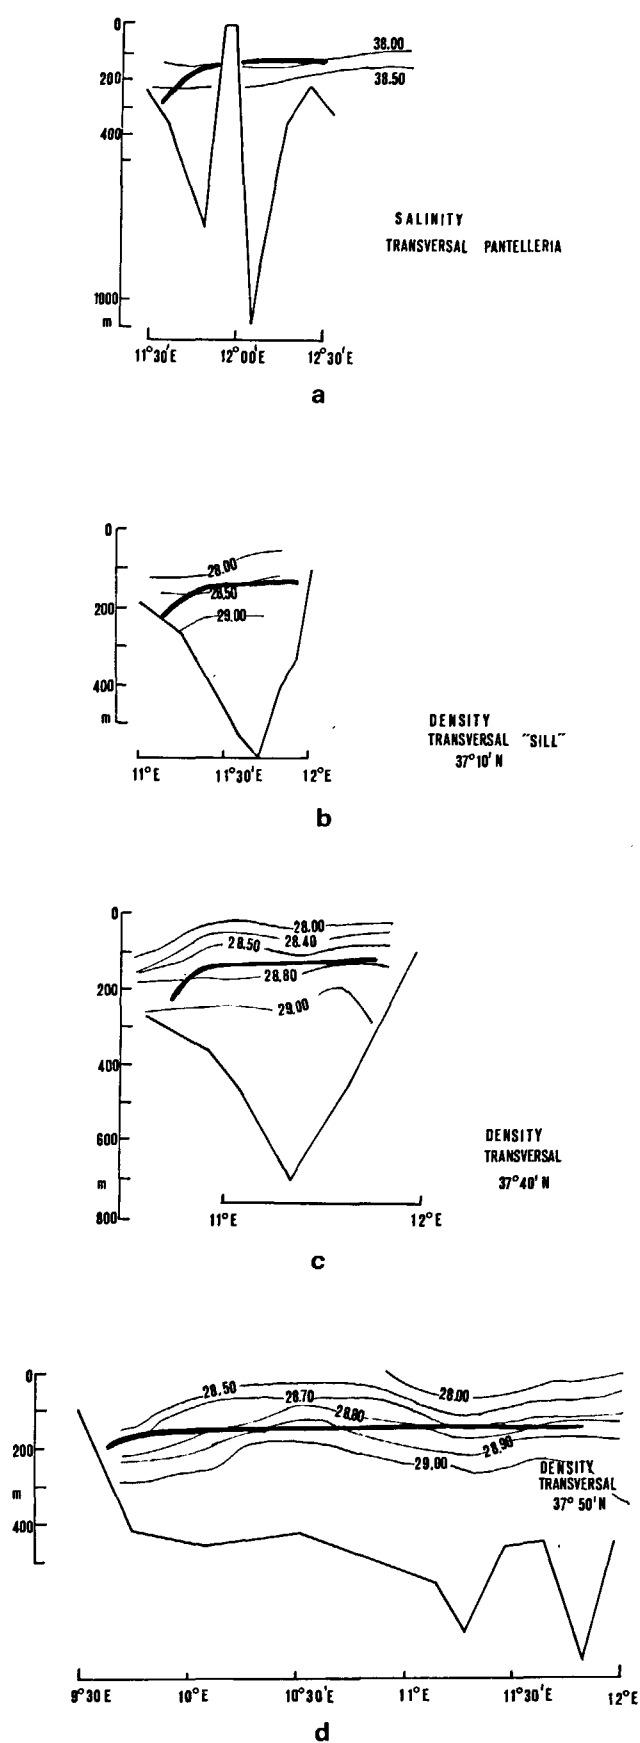 0
38.00
200
38.50
400
SALINITY
TRANSVERSAL PANTELLERIA
1000
m
11°30'E 12°00'E 12°30'E
a
0
28.00
28.50
200
29.00
400
m
DENSITY
TRANSVERSAL "SILL"
37°10' N
11°E 11°30'E 12°E
b
0
28.00
28.50 28.40
28.80
200
29.00
400
600
DENSITY
TRANSVERSAL
m
37°40' N
800
11°E 12°E
c
0
28.50
28.70 28.00
28.80
28.90
200
29.00
DENSITY
TRANSVERSAL
m
37° 50' N
400
9°30E 10°E 10°30'E 11°E 11°30'E 12°E
d